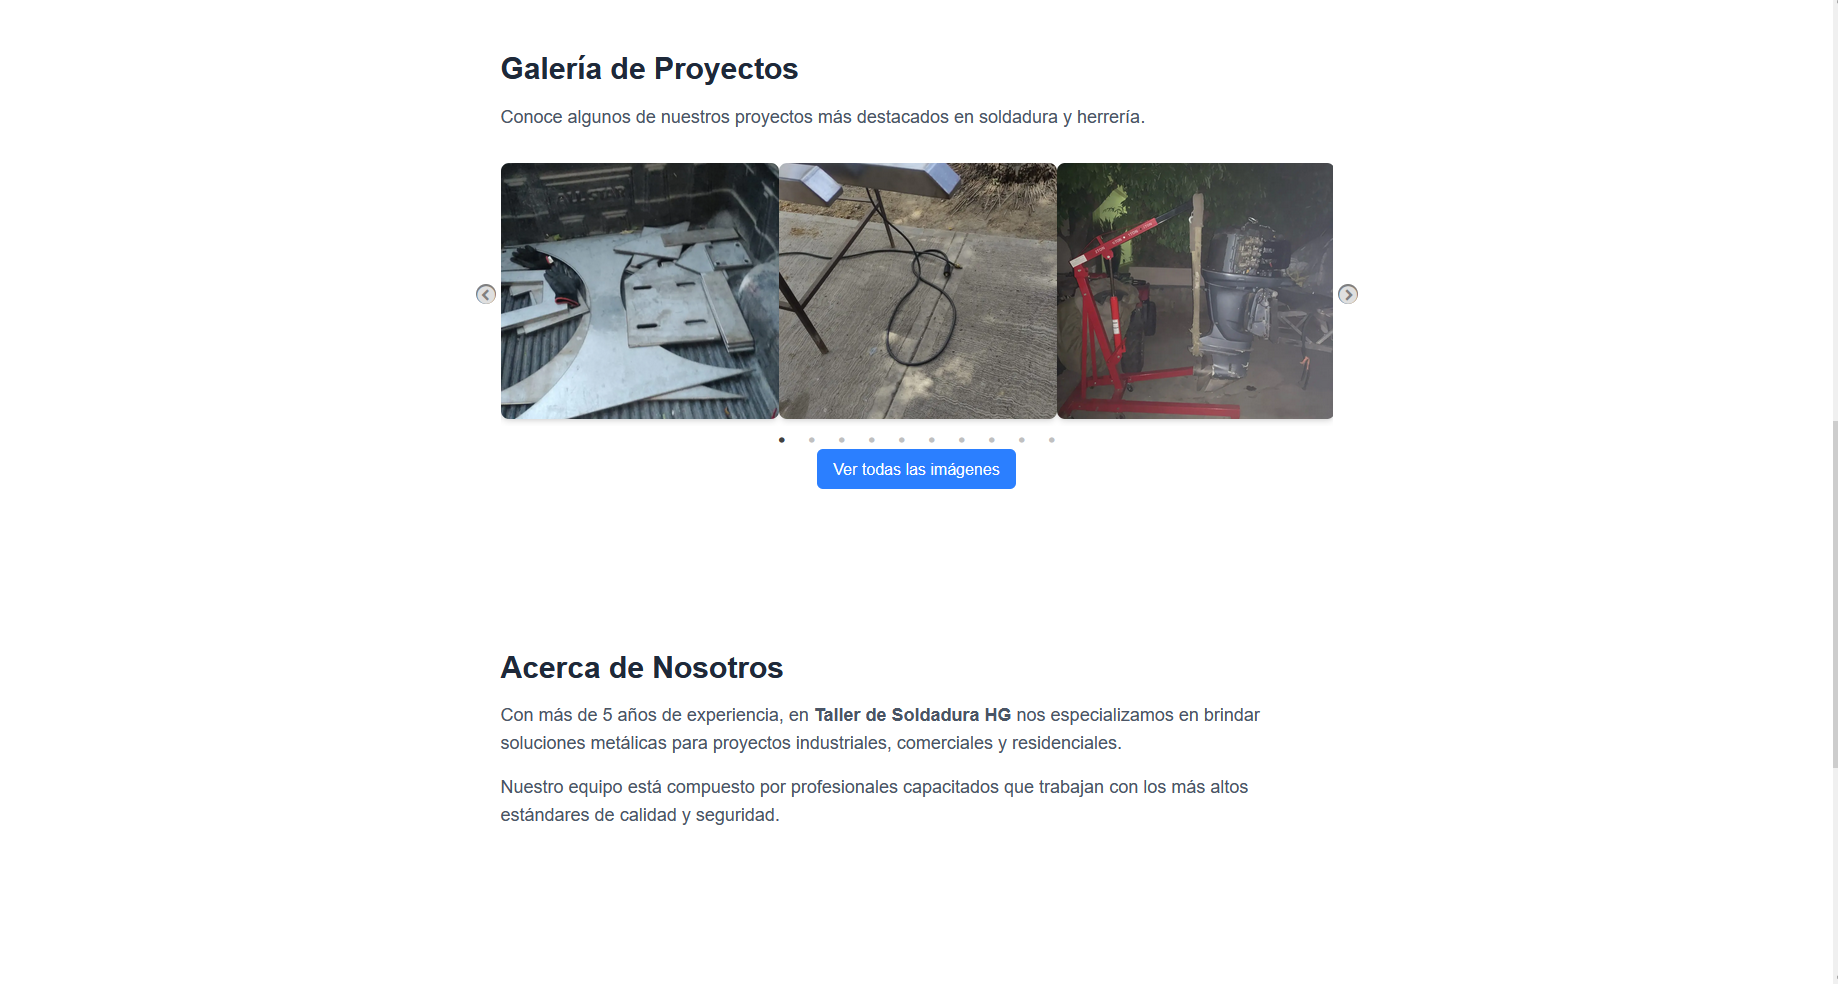 Galería de Proyectos
Conoce algunos de nuestros proyectos más destacados en soldadura y herrería.
ALLSTAR
Ver todas las imágenes
Acerca de Nosotros
Con más de 5 años de experiencia, en Taller de Soldadura HG nos especializamos en brindar
soluciones metálicas para proyectos industriales, comerciales y residenciales.
Nuestro equipo está compuesto por profesionales capacitados que trabajan con los más altos
estándares de calidad y seguridad.